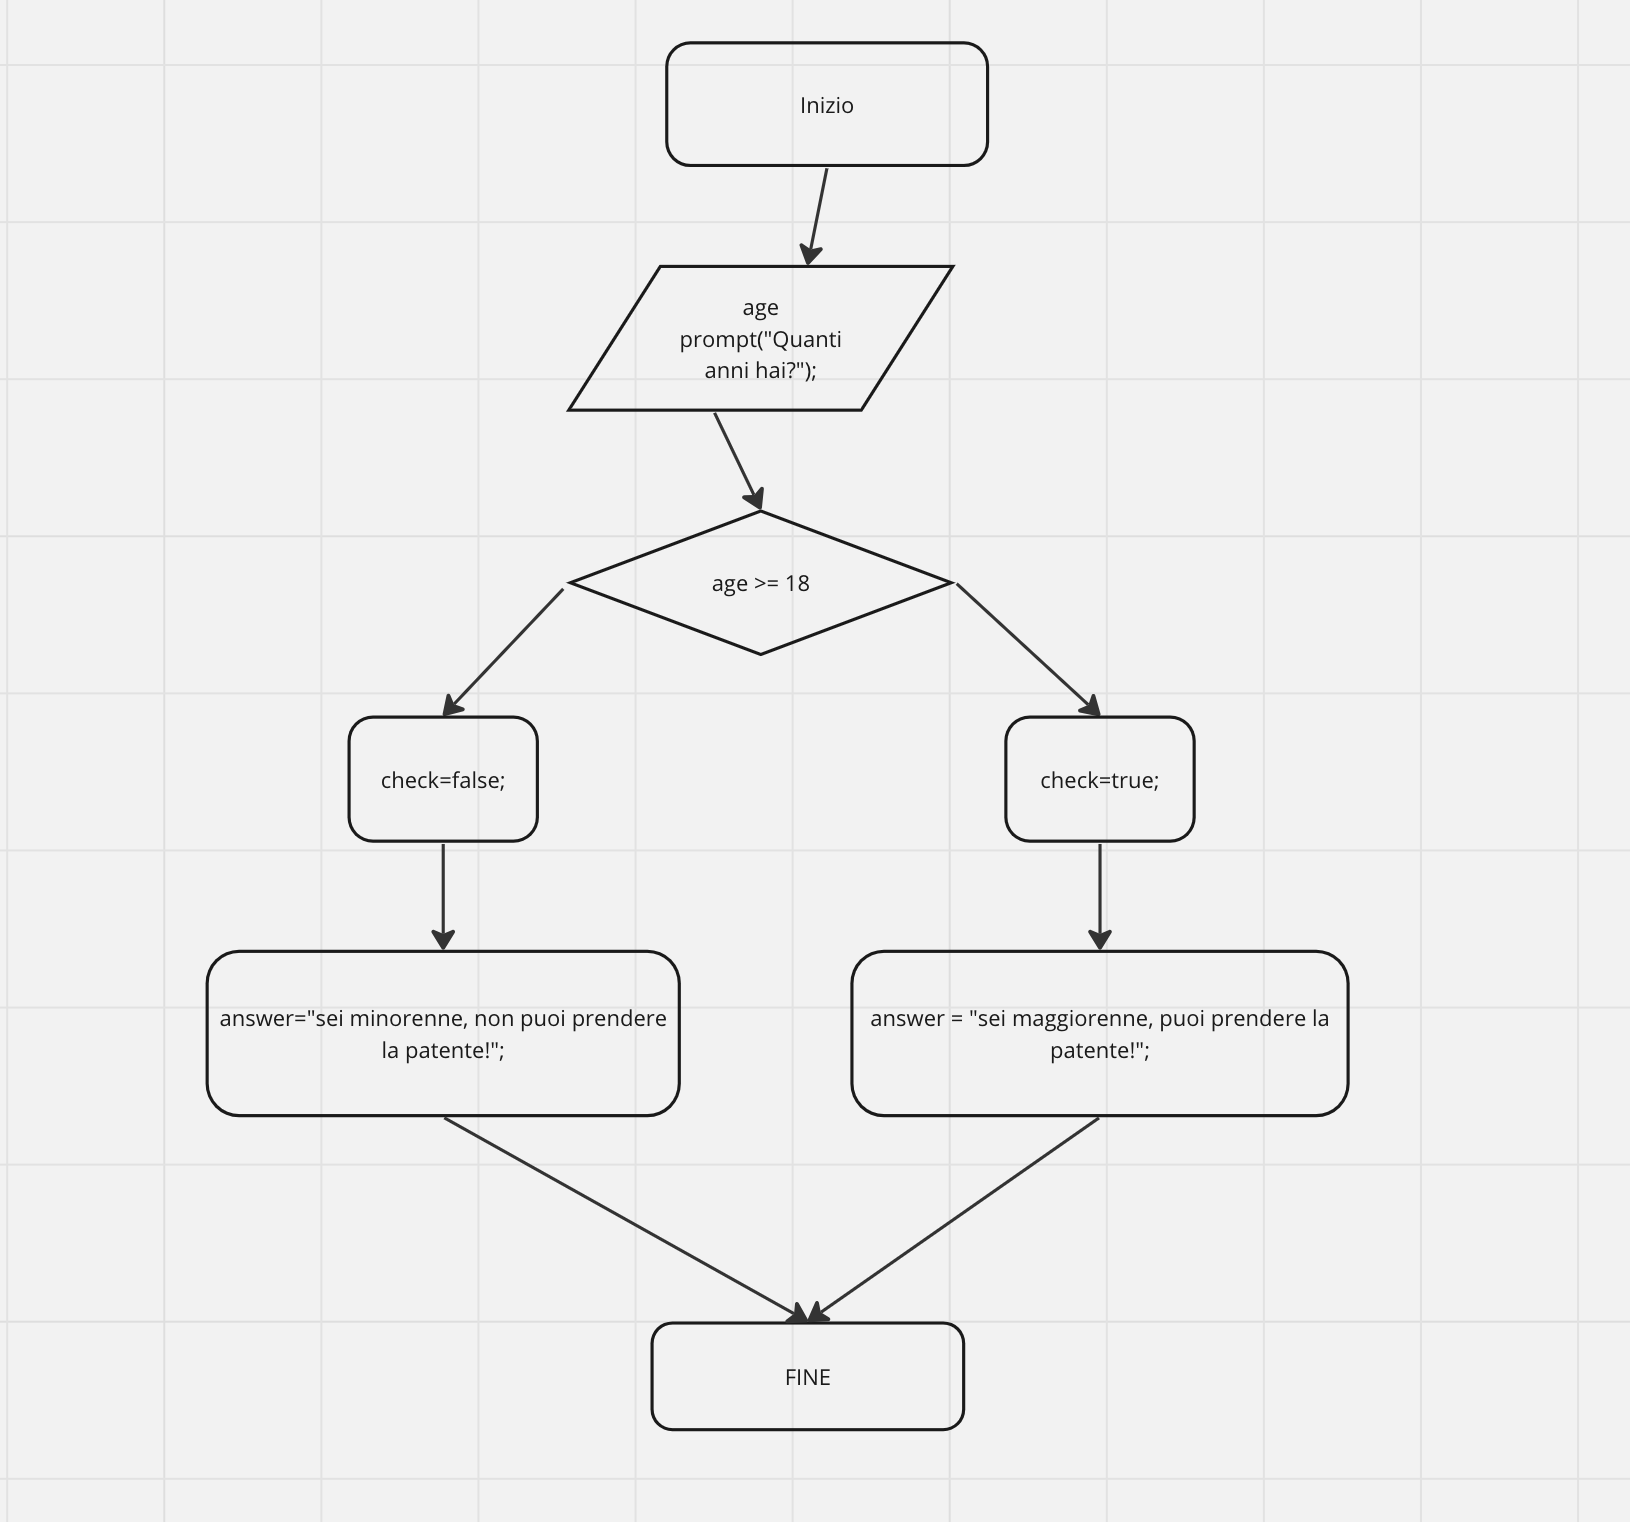 Inizio
age
prompt("Quanti
anni hai?");
age >= 18
check=false;
check=true;
answer="sei minorenne, non puoi prendere
la patente!";
answer = "sei maggiorenne, puoi prendere la
patente!";
FINE